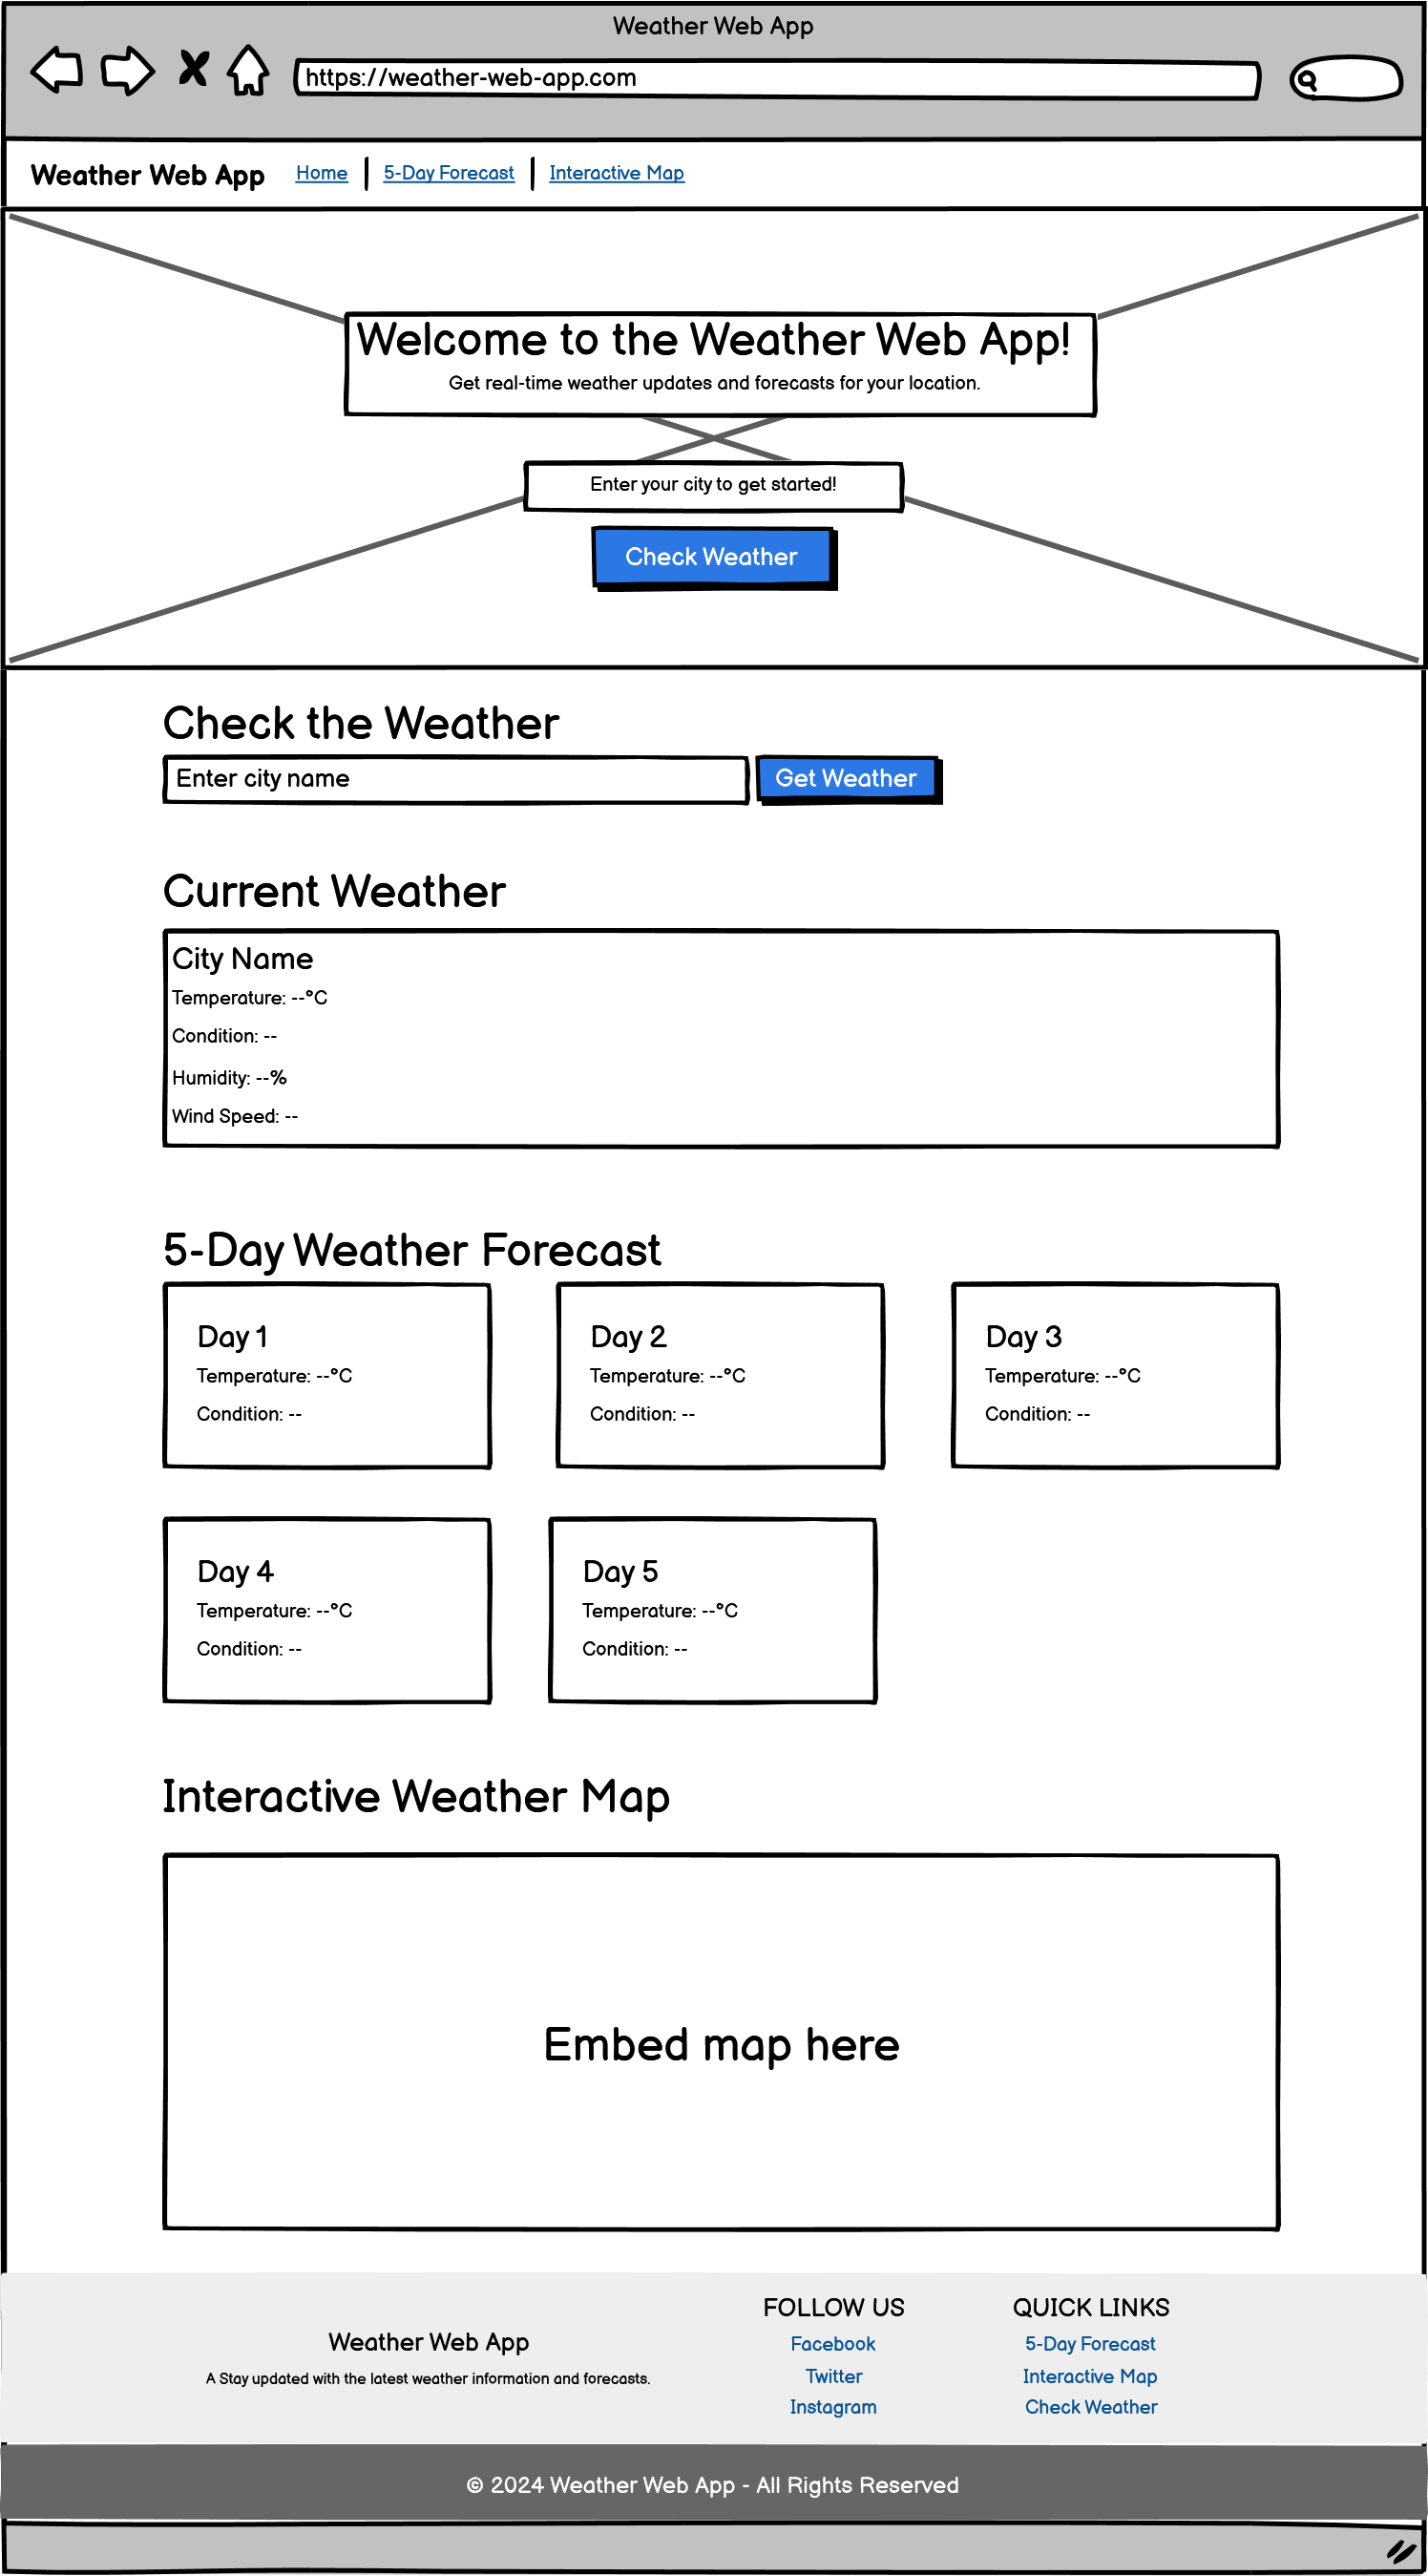 Weather Web App
https://weather-web-app.com
Weather Web App Home 5-Day Forecast Interactive Map
Welcome to the Weather Web App!
Get real-time weather updates and forecasts for your location.
Enter your city to get started!
Check Weather
Check the Weather
Enter city name Get Weather
Current Weather
City Name
Temperature: --°C
Condition: --
Humidity: --%
Wind Speed: --
5-Day Weather Forecast
Day 1
Temperature: --°C
Condition: --
Day 2
Temperature: --°C
Condition: --
Day 3
Temperature: --°C
Condition: --
Day 4
Temperature: --°C
Condition: --
Day 5
Temperature: --°C
Condition: --
Interactive Weather Map
Embed map here
Weather Web App
A Stay updated with the latest weather information and forecasts.
FOLLOW US
Facebook
Twitter
Instagram
QUICK LINKS
5-Day Forecast
Interactive Map
Check Weather
© 2024 Weather Web App - All Rights Reserved